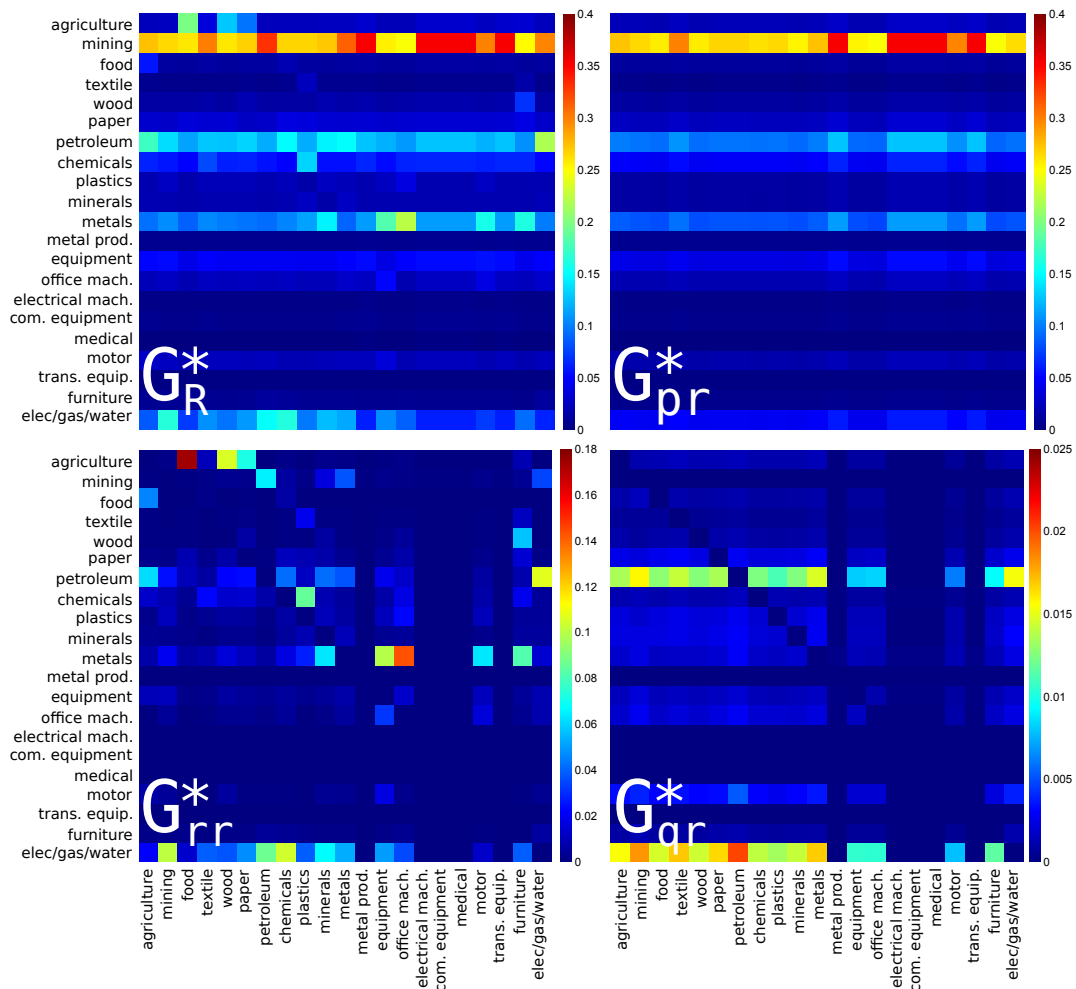 agriculture
mining
food
textile
wood
paper
petroleum
chemicals
plastics
minerals
metals
metal prod.
equipment
office mach.
electrical mach.
com. equipment
medical
motor
trans. equip.
furniture
elec/gas/water
G*R
0.4
0.35
0.3
0.25
0.2
0.15
0.1
0.05
0
G*pr
0.4
0.35
0.3
0.25
0.2
0.15
0.1
0.05
0
agriculture
mining
food
textile
wood
paper
petroleum
chemicals
plastics
minerals
metals
metal prod.
equipment
office mach.
electrical mach.
com. equipment
medical
motor
trans. equip.
furniture
elec/gas/water
G*rr
0.18
0.16
0.14
0.12
0.1
0.08
0.06
0.04
0.02
0
G*qr
0.025
0.02
0.015
0.01
0.005
0
agriculture
mining
food
textile
wood
paper
petroleum
chemicals
plastics
minerals
metals
metal prod.
equipment
office mach.
electrical mach.
com. equipment
medical
motor
trans. equip.
furniture
elec/gas/water
agriculture
mining
food
textile
wood
paper
petroleum
chemicals
plastics
minerals
metals
metal prod.
equipment
office mach.
electrical mach.
com. equipment
medical
motor
trans. equip.
furniture
elec/gas/water